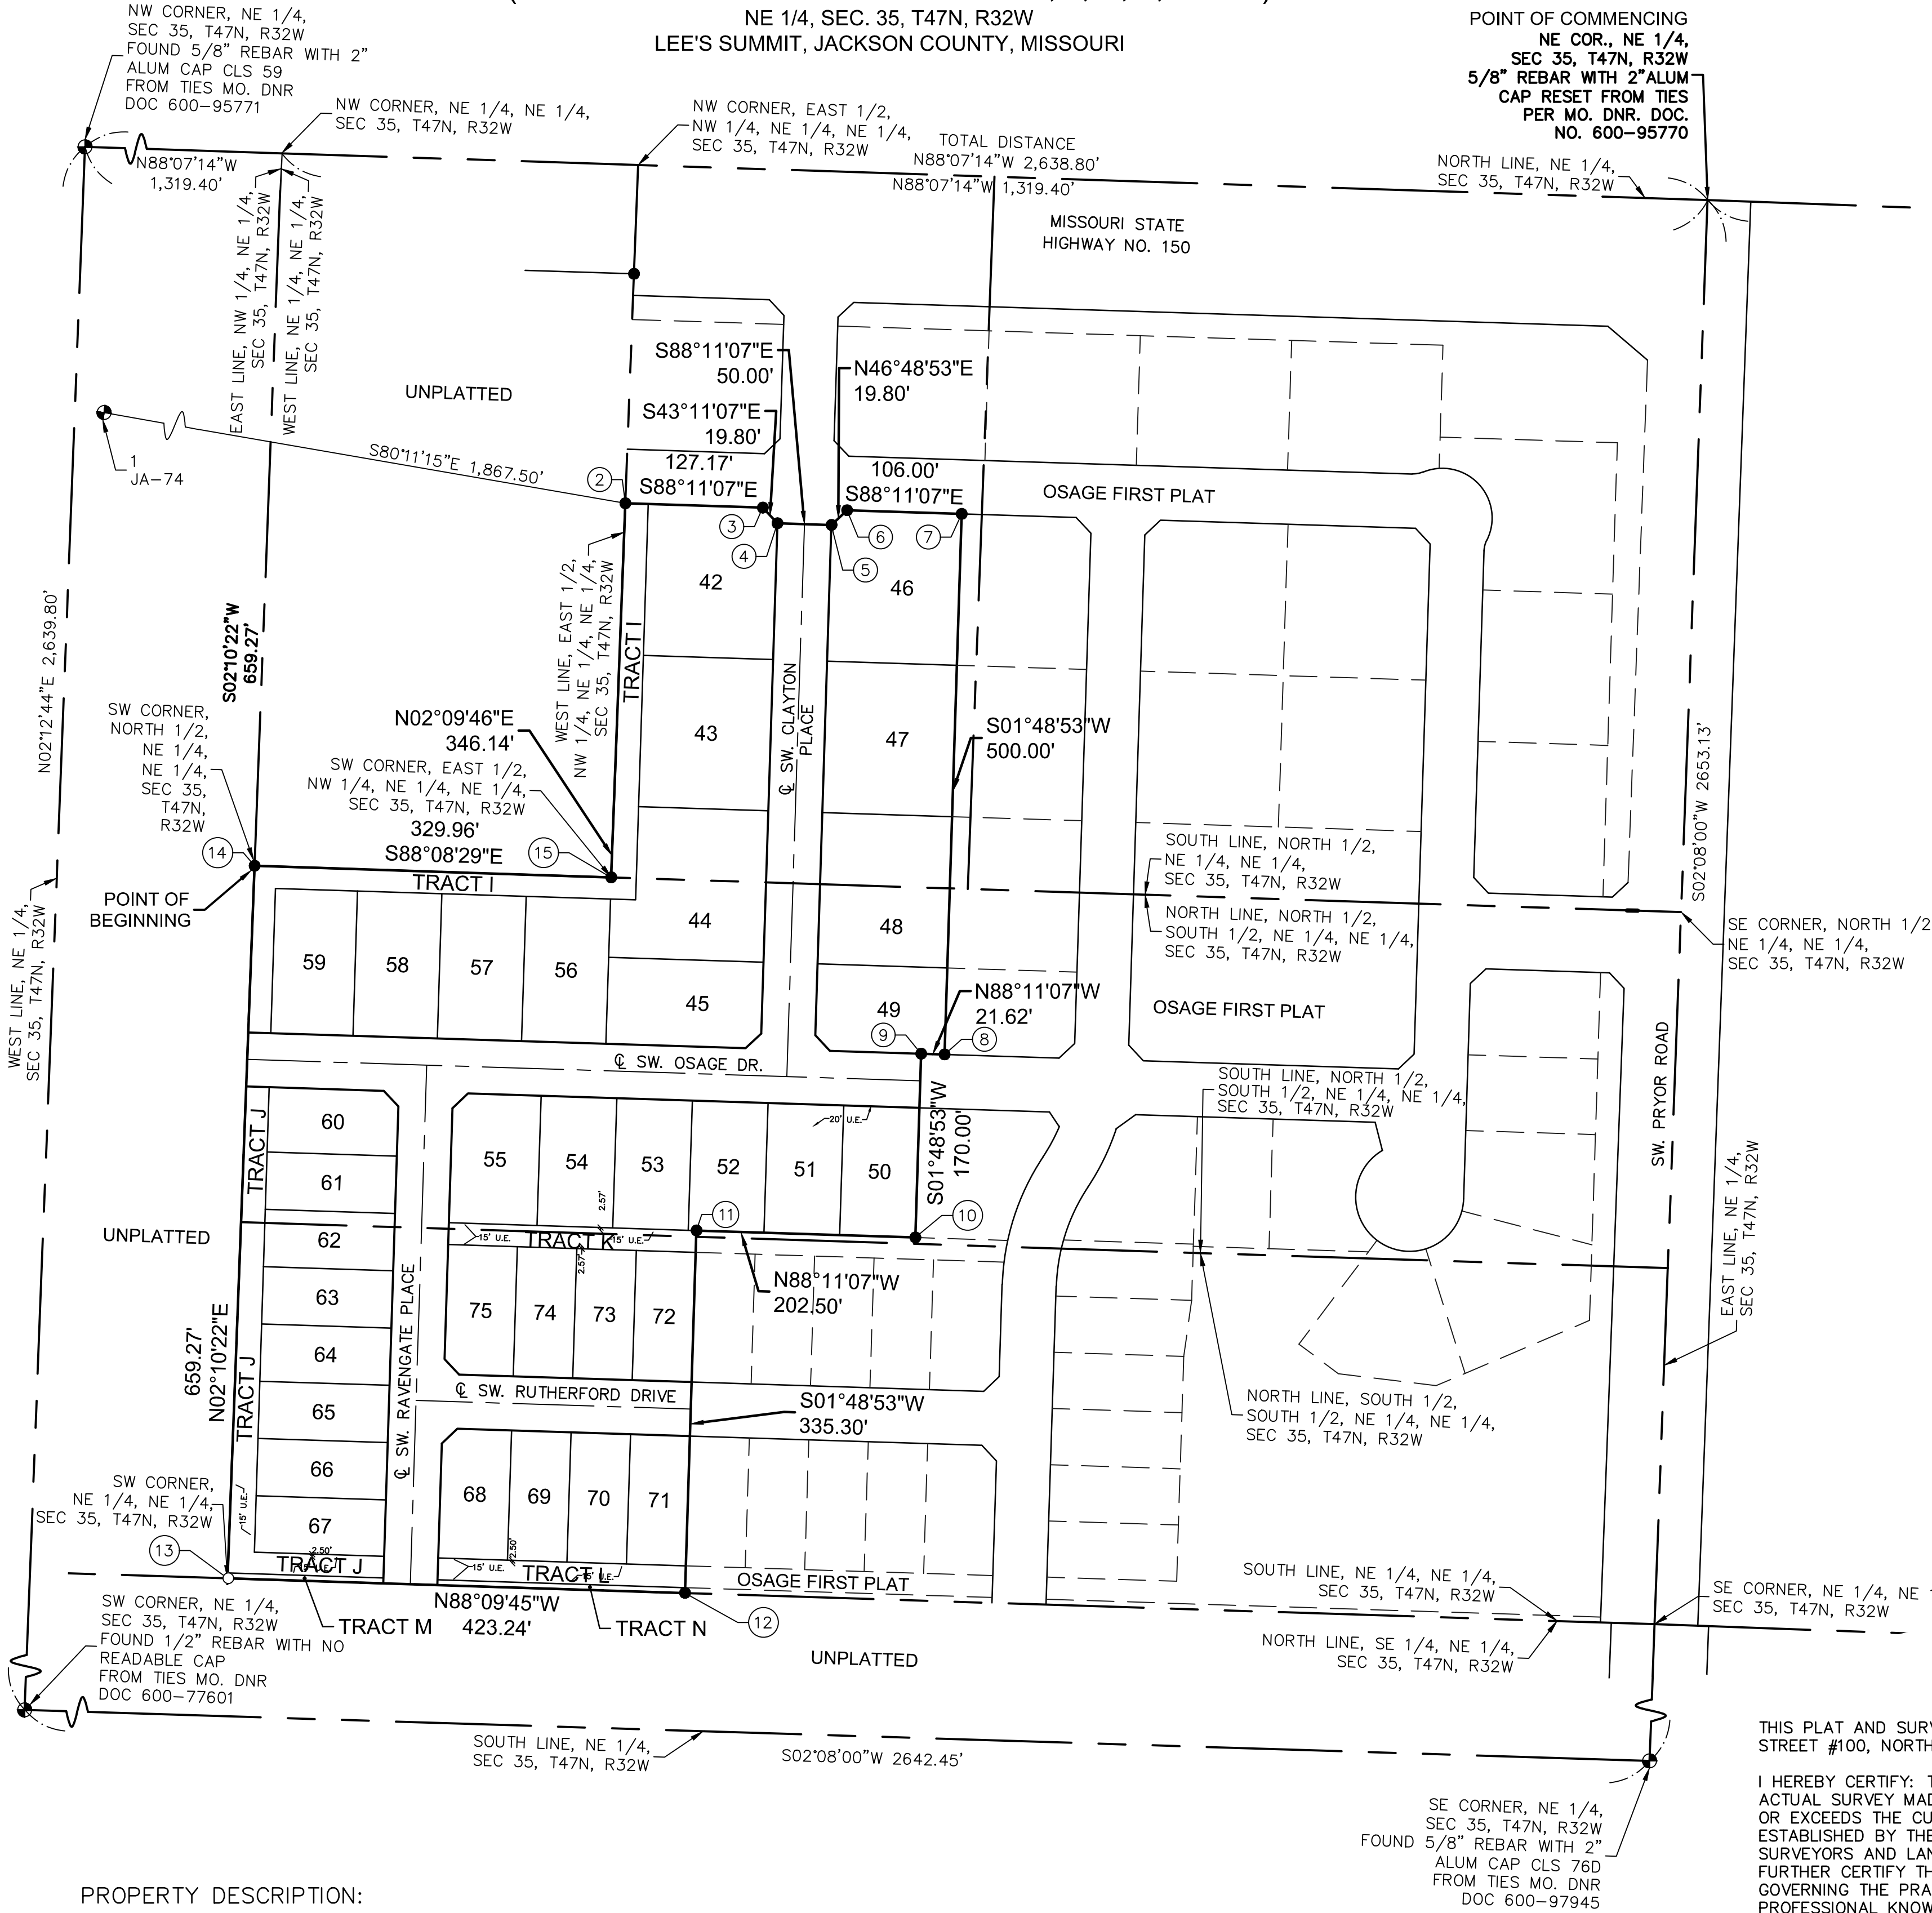 NE 1/4, SEC. 35, T47N, R32W
LEE'S SUMMIT, JACKSON COUNTY, MISSOURI
NW CORNER, NE 1/4,
SEC 35, T47N, R32W
FOUND 5/8” REBAR WITH 2”
ALUM CAP CLS 59
FROM TIES MO. DNR
DOC 600-95771
NW CORNER, NE 1/4, NE 1/4,
SEC 35, T47N, R32W
NW CORNER, EAST 1/2,
NW 1/4, NE 1/4, NE 1/4,
SEC 35, T47N, R32W
TOTAL DISTANCE
N88°07'14”W 2,638.80'
N88°07'14”W 1,319.40'
POINT OF COMMENCING
NE COR., NE 1/4,
SEC 35, T47N, R32W
5/8” REBAR WITH 2”ALUM
CAP RESET FROM TIES
PER MO. DNR. DOC.
NO. 600-95770
NORTH LINE, NE 1/4,
SEC 35, T47N, R32W
N88°07'14”W
1,319.40'
EAST LINE, NW 1/4, NE 1/4,
SEC 35, T47N, R32W
WEST LINE, NE 1/4, NE 1/4,
SEC 35, T47N, R32W
MISSOURI STATE
HIGHWAY NO. 150
UNPLATTED
S88°11'07"E
50.00'
N46°48'53"E
19.80'
S43°11'07"E
19.80'
127.17'
S88°11'07"E
106.00'
S88°11'07"E
OSAGE FIRST PLAT
1
JA-74
S80°11'15”E 1,867.50'
2
3
4
5
6
7
42
46
WEST LINE, EAST 1/2,
NW 1/4, NE 1/4, NE 1/4,
SEC 35, T47N, R32W
TRACT I
N02°12'44”E 2,639.80'
S02°10'22”W
659.27'
SW CORNER,
NORTH 1/2,
NE 1/4,
NE 1/4,
SEC 35,
T47N,
R32W
N02°09'46"E
346.14'
SW CORNER, EAST 1/2,
NW 1/4, NE 1/4, NE 1/4,
SEC 35, T47N, R32W
329.96'
S88°08'29"E
43
℄ SW. CLAYTON
PLACE
47
S01°48'53"W
500.00'
S02°08'00”W 2653.13'
14
15
TRACT I
POINT OF
BEGINNING
SOUTH LINE, NORTH 1/2,
NE 1/4, NE 1/4,
SEC 35, T47N, R32W
NORTH LINE, NORTH 1/2,
SOUTH 1/2, NE 1/4, NE 1/4,
SEC 35, T47N, R32W
SE CORNER, NORTH 1/2
NE 1/4, NE 1/4,
SEC 35, T47N, R32W
WEST LINE, NE 1/4,
SEC 35, T47N, R32W
59
58
57
56
44
45
48
49
N88°11'07"W
21.62'
OSAGE FIRST PLAT
9
8
℄ SW. OSAGE DR.
SW. PRYOR ROAD
SOUTH LINE, NORTH 1/2,
SOUTH 1/2, NE 1/4, NE 1/4,
SEC 35, T47N, R32W
TRACT J
60
61
62
63
64
65
66
67
55
54
53
52
51
50
20' U.E.
2.57'
S01°48'53"W
170.00'
10
11
UNPLATTED
15' U.E.
TRACT K
15' U.E.
2.57'
N88°11'07"W
202.50'
EAST LINE, NE 1/4,
SEC 35, T47N, R32W
75
74
73
72
℄ SW. RAVENGATE PLACE
659.27'
N02°10'22"E
TRACT J
℄ SW. RUTHERFORD DRIVE
S01°48'53"W
335.30'
NORTH LINE, SOUTH 1/2,
SOUTH 1/2, NE 1/4, NE 1/4,
SEC 35, T47N, R32W
SW CORNER,
NE 1/4, NE 1/4,
SEC 35, T47N, R32W
15' U.E.
68
69
70
71
13
2.50'
15' U.E.
TRACT J
2.50'
15' U.E.
TRACT L
15' U.E.
OSAGE FIRST PLAT
SOUTH LINE, NE 1/4, NE 1/4,
SEC 35, T47N, R32W
SE CORNER, NE 1/4, NE
SEC 35, T47N, R32W
N88°09'45"W
423.24'
12
TRACT M
TRACT N
SW CORNER, NE 1/4,
SEC 35, T47N, R32W
FOUND 1/2” REBAR WITH NO
READABLE CAP
FROM TIES MO. DNR
DOC 600-77601
UNPLATTED
NORTH LINE, SE 1/4, NE 1/4,
SEC 35, T47N, R32W
SOUTH LINE, NE 1/4,
SEC 35, T47N, R32W
S02°08'00”W 2642.45'
SE CORNER, NE 1/4,
SEC 35, T47N, R32W
FOUND 5/8” REBAR WITH 2”
ALUM CAP CLS 76D
FROM TIES MO. DNR
DOC 600-97945
THIS PLAT AND SUR
STREET #100, NORTH
I HEREBY CERTIFY:
ACTUAL SURVEY MAD
OR EXCEEDS THE CU
ESTABLISHED BY THE
SURVEYORS AND LAN
FURTHER CERTIFY TH
GOVERNING THE PRA
PROFESSIONAL KNOW
PROPERTY DESCRIPTION: